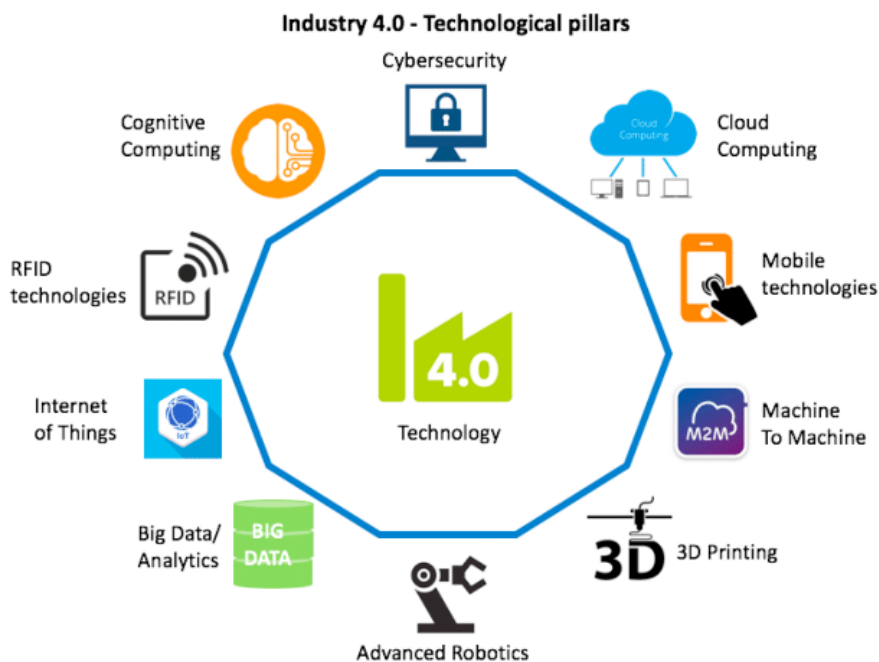 Industry 4.0 - Technological pillars
Cybersecurity
Cognitive
Computing
Cloud
Computing
Cloud
Computing
RFID
technologies
RFID
Mobile
technologies
4.0
Technology
Internet
of Things
IoT
M2M
Machine
To Machine
Big Data/
Analytics
BIG
DATA
3D
3D Printing
Advanced Robotics